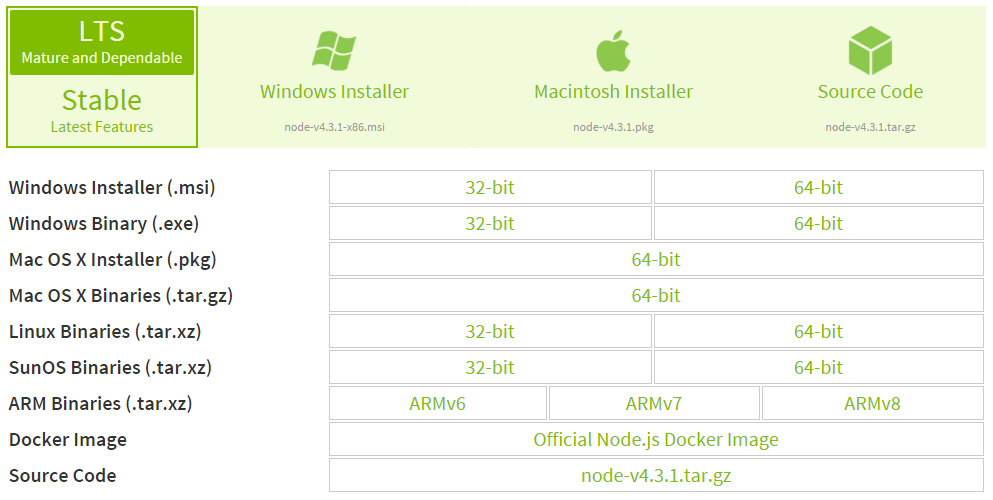 LTS
Mature and Dependable
Stable
Latest Features
Windows Installer
node-v4.3.1-x86.msi
Macintosh Installer
node-v4.3.1.pkg
Source Code
node-v4.3.1.tar.gz
Windows Installer (.msi) 32-bit 64-bit
Windows Binary (.exe) 32-bit 64-bit
Mac OS X Installer (.pkg) 64-bit
Mac OS X Binaries (.tar.gz) 64-bit
Linux Binaries (.tar.xz) 32-bit 64-bit
SunOS Binaries (.tar.xz) 32-bit 64-bit
ARM Binaries (.tar.xz) ARMv6 ARMv7 ARMv8
Docker Image Official Node.js Docker Image
Source Code node-v4.3.1.tar.gz